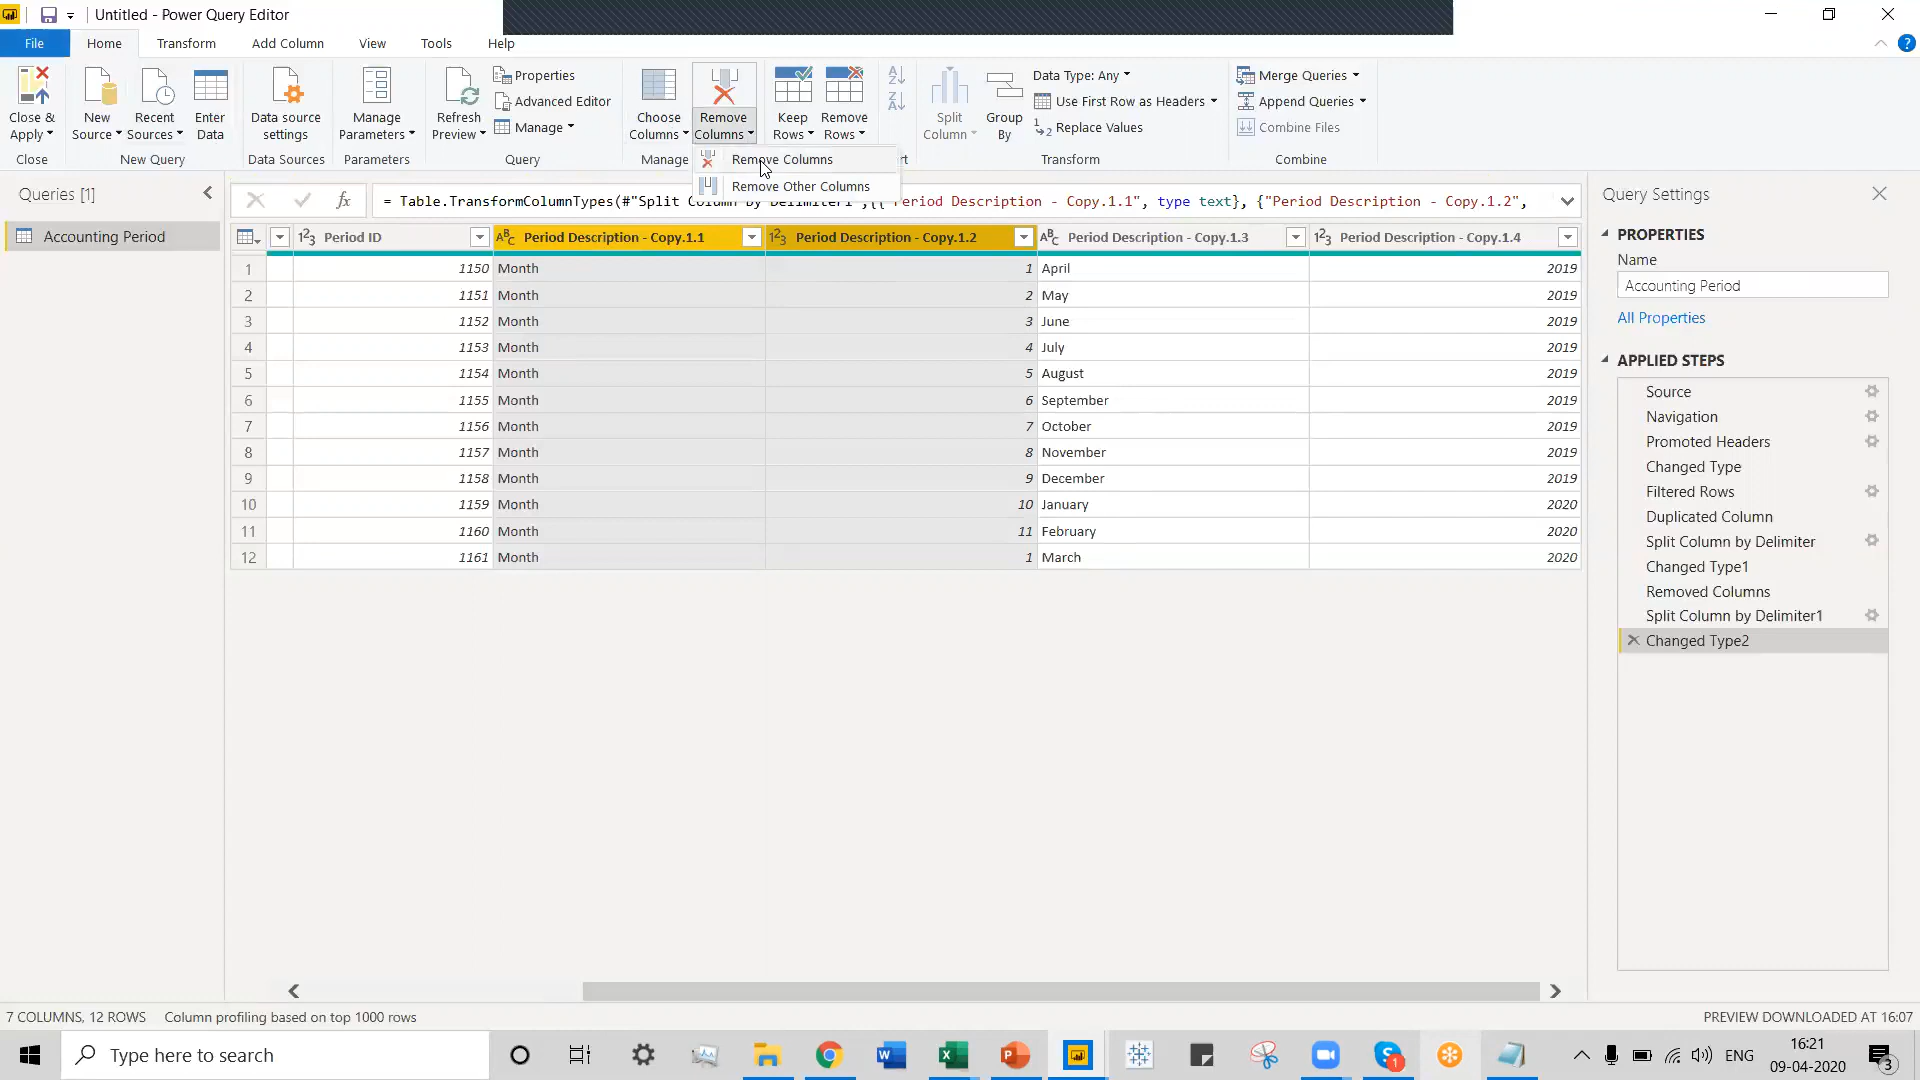 Untitled - Power Query Editor
File Home Transform Add Column View Tools Help
Close & Apply
New Source
Recent Sources
Enter Data
Data source settings
Manage Parameters
Refresh Preview
Properties
Advanced Editor
Manage
Choose Columns
Remove Columns
Keep Rows
Remove Rows
Split Column
Group By
Data Type: Any
Use First Row as Headers
Replace Values
Merge Queries
Append Queries
Combine Files
Close New Query Data Sources Parameters Query Manage Transform Combine
Remove Columns
Remove Other Columns
Queries [1]
Accounting Period
= Table.TransformColumnTypes(#"Split Column by Delimiter1",{{"Period Description - Copy.1.1", type text}, {"Period Description - Copy.1.2",
Period ID Period Description - Copy.1.1 Period Description - Copy.1.2 Period Description - Copy.1.3 Period Description - Copy.1.4
1 1150 Month 1 April 2019
2 1151 Month 2 May 2019
3 1152 Month 3 June 2019
4 1153 Month 4 July 2019
5 1154 Month 5 August 2019
6 1155 Month 6 September 2019
7 1156 Month 7 October 2019
8 1157 Month 8 November 2019
9 1158 Month 9 December 2019
10 1159 Month 10 January 2020
11 1160 Month 11 February 2020
12 1161 Month 1 March 2020
Query Settings
PROPERTIES
Name
Accounting Period
All Properties
APPLIED STEPS
Source
Navigation
Promoted Headers
Changed Type
Filtered Rows
Duplicated Column
Split Column by Delimiter
Changed Type1
Removed Columns
Split Column by Delimiter1
Changed Type2
7 COLUMNS, 12 ROWS Column profiling based on top 1000 rows PREVIEW DOWNLOADED AT 16:07
Type here to search
ENG
16:21
09-04-2020
3